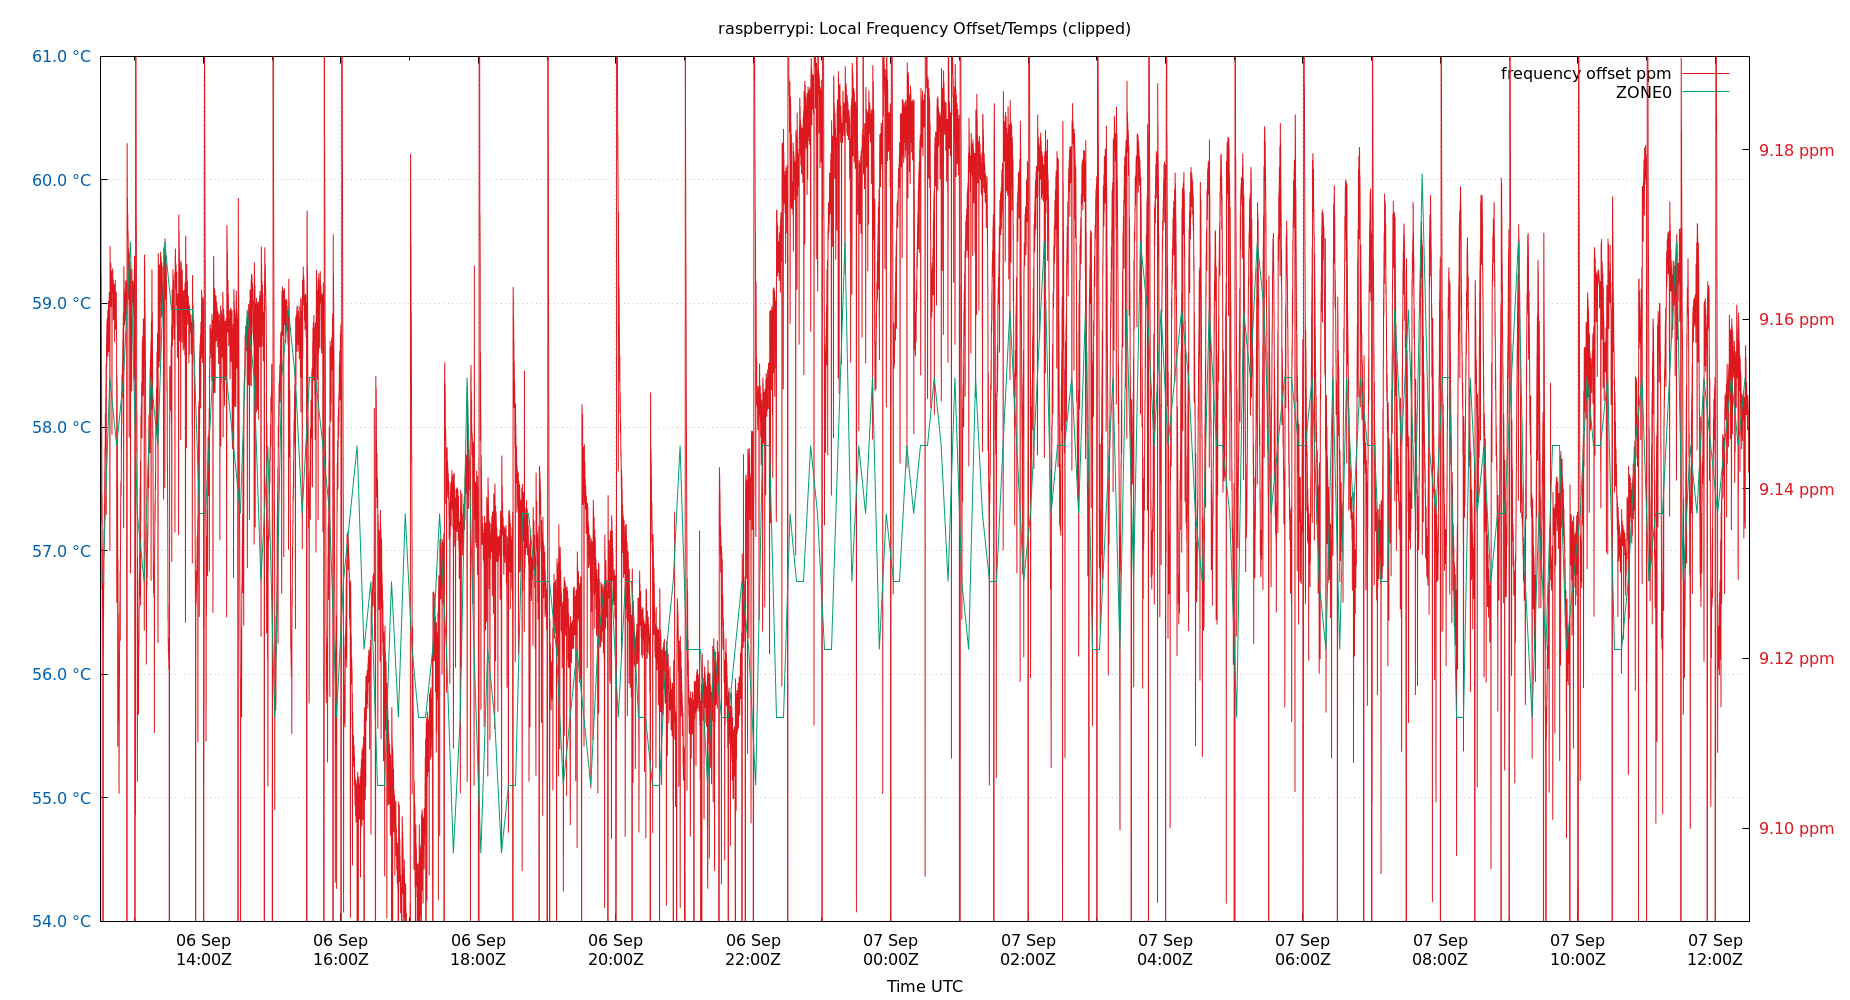 raspberrypi: Local Frequency Offset/Temps (clipped)
61.0 °C
60.0 °C
59.0 °C
58.0 °C
57.0 °C
56.0 °C
55.0 °C
54.0 °C
frequency offset ppm
ZONE0
9.18 ppm
9.16 ppm
9.14 ppm
9.12 ppm
9.10 ppm
06 Sep
14:00Z
06 Sep
16:00Z
06 Sep
18:00Z
06 Sep
20:00Z
06 Sep
22:00Z
07 Sep
00:00Z
07 Sep
02:00Z
07 Sep
04:00Z
07 Sep
06:00Z
07 Sep
08:00Z
07 Sep
10:00Z
07 Sep
12:00Z
Time UTC